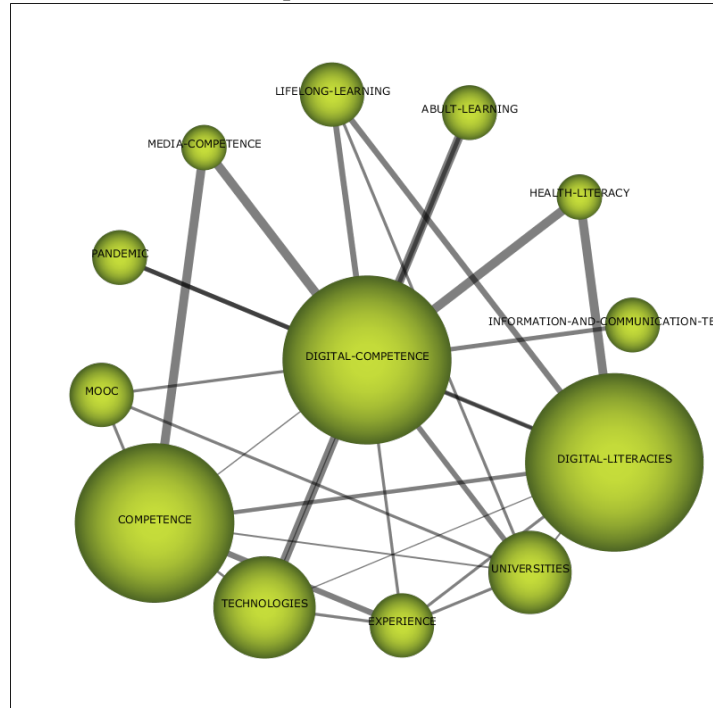 LIFELONG-LEARNING
ABULT-LEARNING
MEDIA-COMPETENCE
HEALTH-LITERACY
PANDEMIC
INFORMATION-AND-COMMUNICATION-TE
DIGITAL-COMPETENCE
MOOC
DIGITAL-LITERACIES
COMPETENCE
UNIVERSITIES
TECHNOLOGIES
EXPERIENCE